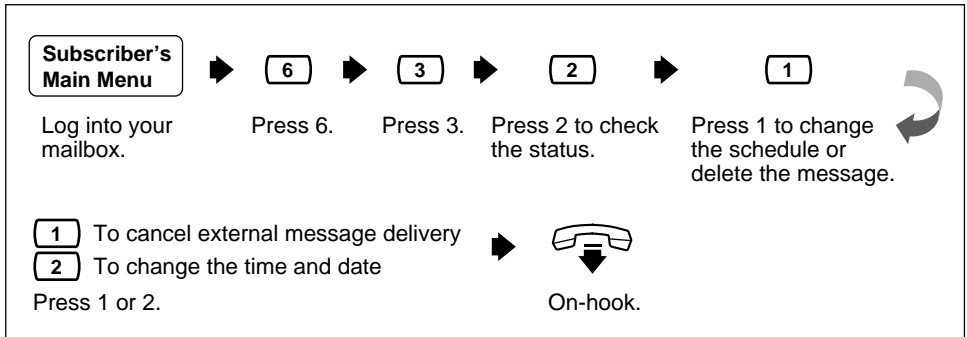 Subscriber's
Main Menu
6
3
2
1
Log into your
mailbox.
Press 6.
Press 3.
Press 2 to check
the status.
Press 1 to change
the schedule or
delete the message.
1 To cancel external message delivery
2 To change the time and date
Press 1 or 2.
On-hook.